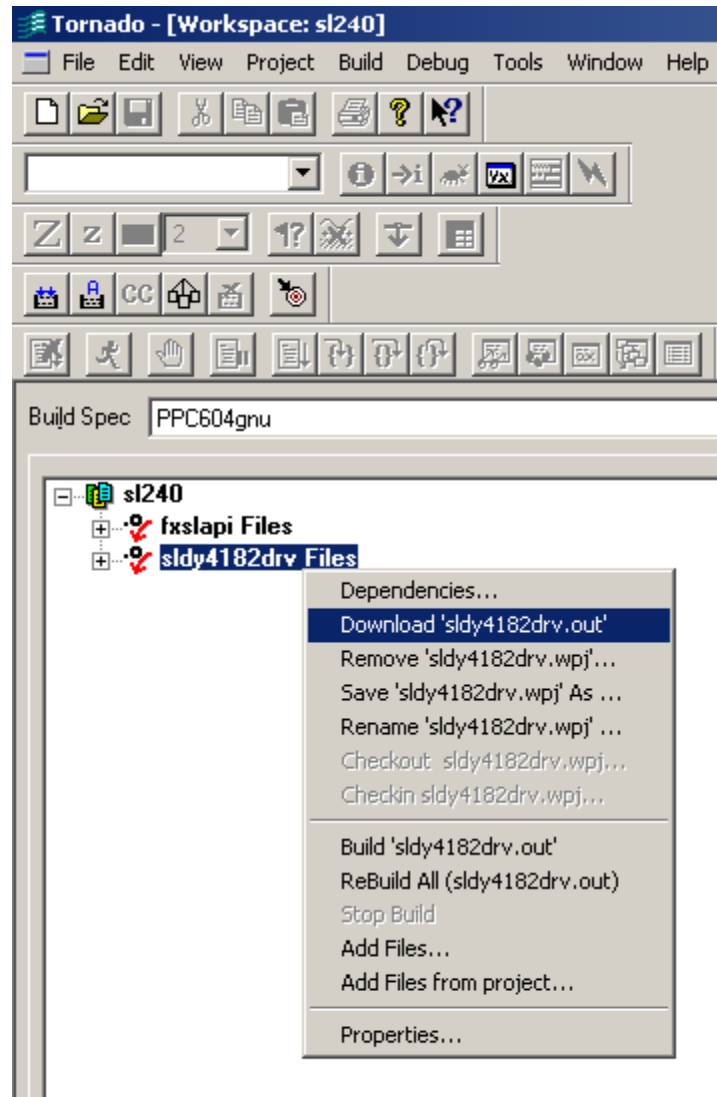 Tornado - [Workspace: sl240]
File Edit View Project Build Debug Tools Window Help
Z z 2
A CC
Build Spec PPC604gnu
sl240
fxslapi Files
sldy4182drv Files
Dependencies...
Download 'sldy4182drv.out'
Remove 'sldy4182drv.wpj'...
Save 'sldy4182drv.wpj' As ...
Rename 'sldy4182drv.wpj' ...
Checkout sldy4182drv.wpj...
Checkin sldy4182drv.wpj...
Build 'sldy4182drv.out'
ReBuild All (sldy4182drv.out)
Stop Build
Add Files...
Add Files from project...
Properties...